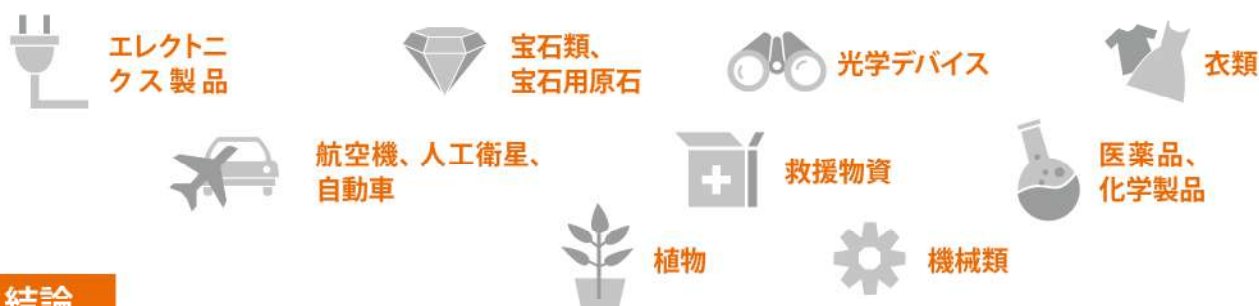 エレクトニ
クス製品
宝石類、
宝石用原石
光学デバイス
衣類
航空機、人工衛星、
自動車
救援物資
医薬品、
化学製品
植物
機械類
結論